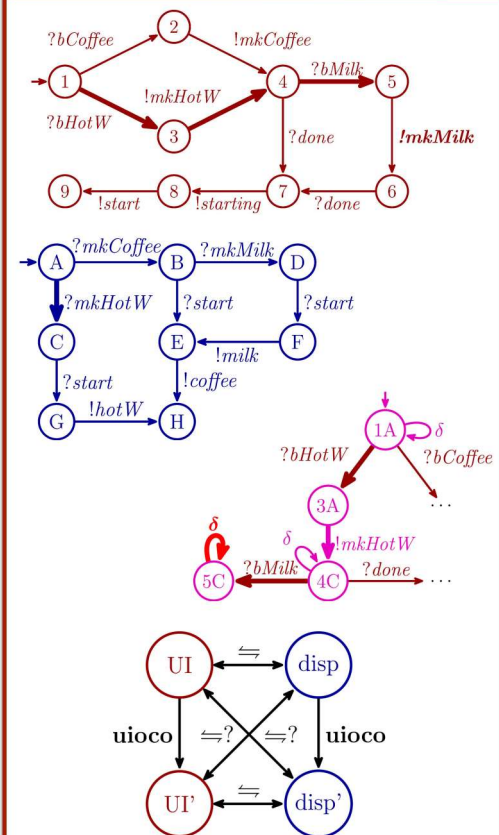 2
?bCoffee !mkCoffee
1 !mkHotW 4 ?bMilk 5
?bHotW 3 ?done !mkMilk
9 8 7 6
!start !starting ?done
A ?mkCoffee B ?mkMilk D
?mkHotW ?start ?start
C E F
!milk
?start !coffee
G !hotW H
1A δ
?bHotW ?bCoffee
3A ...
δ δ !mkHotW
5C ?bMilk 4C ?done ...
UI ⇋ disp
uioco ⇋? ⇋? uioco
UI' ⇋ disp'